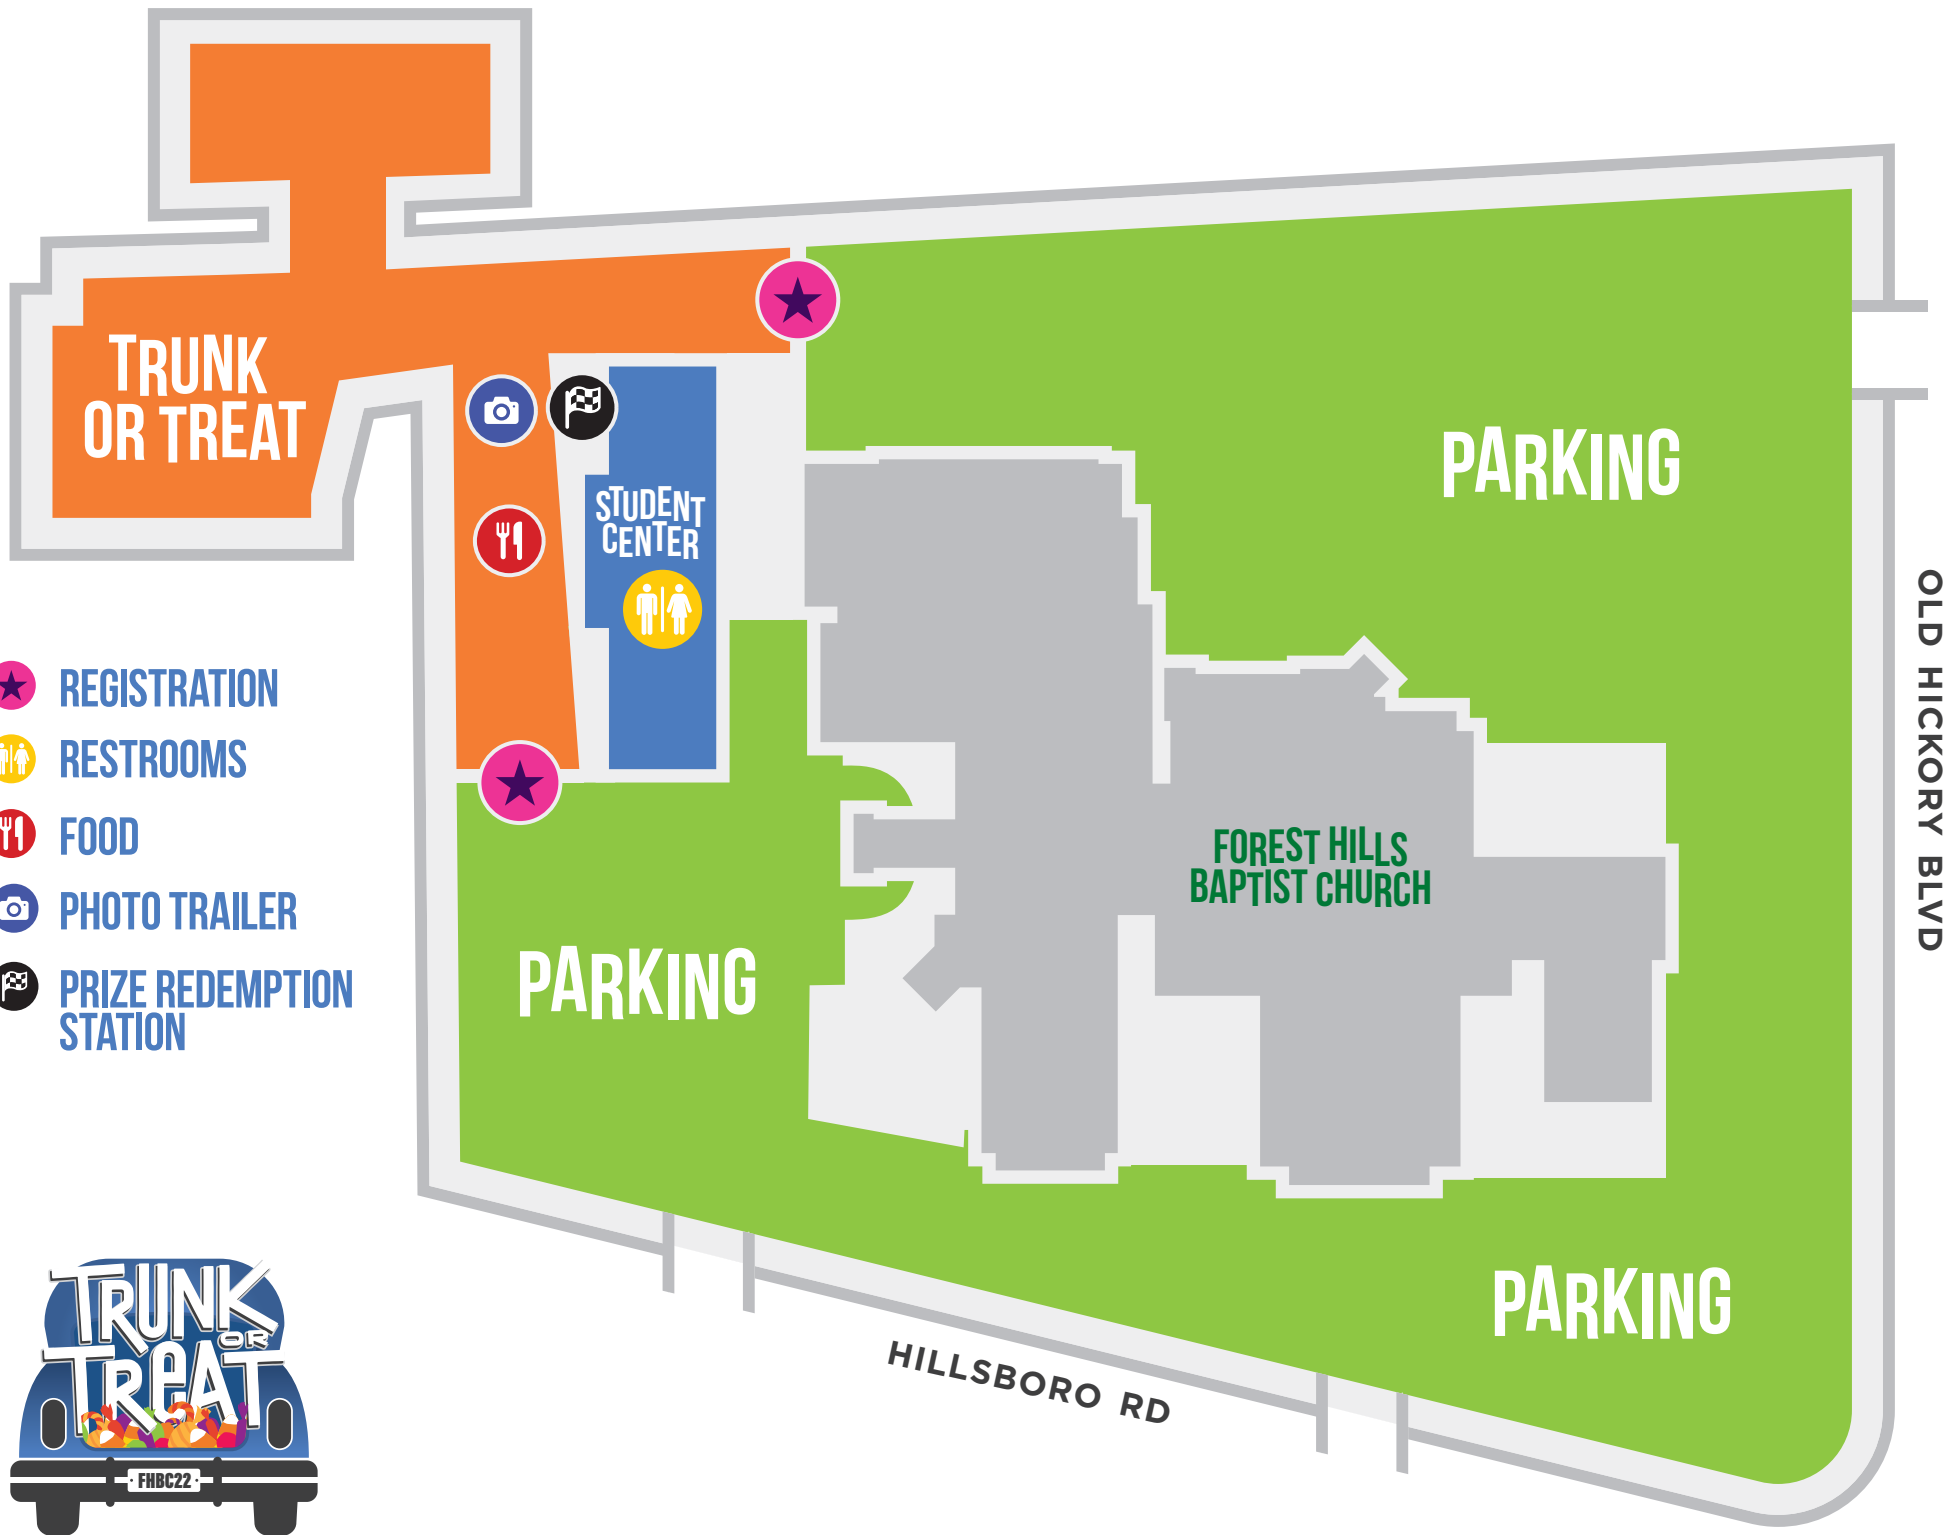 TRUNK
OR TREAT
STUDENT
CENTER
PARKING
OLD HICKORY BLVD
REGISTRATION
RESTROOMS
FOOD
PHOTO TRAILER
PRIZE REDEMPTION
STATION
FOREST HILLS
BAPTIST CHURCH
PARKING
PARKING
HILLSBORO RD
TRUNK
OR
TREAT
· FHBC22 ·